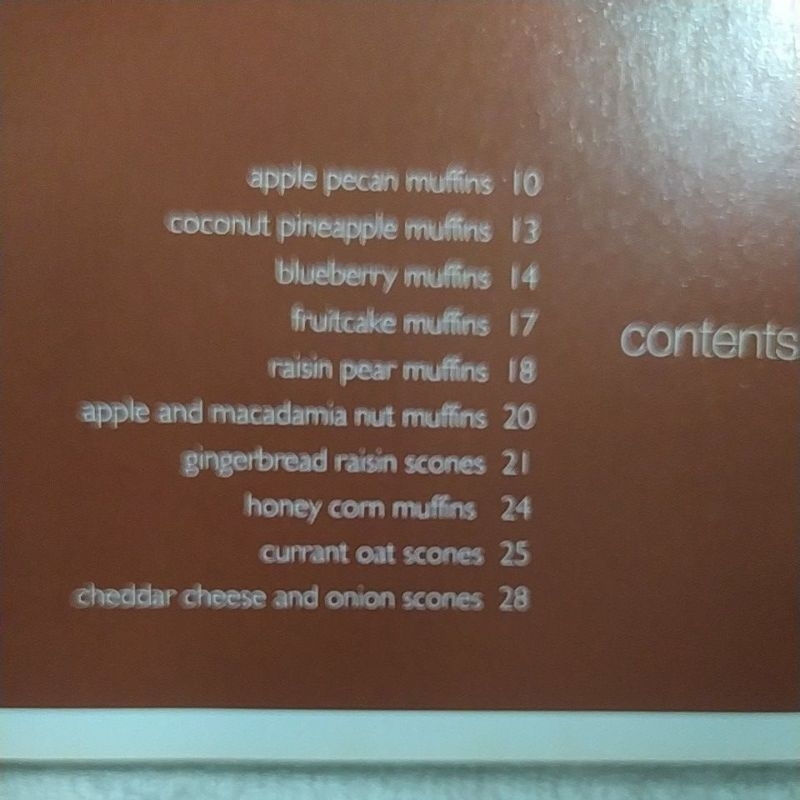 apple pecan muffins 10
coconut pineapple muffins 13
blueberry muffins 14
fruitcake muffins 17
raisin pear muffins 18
apple and macadamia nut muffins 20
gingerbread raisin scones 21
honey corn muffins 24
currant oat scones 25
cheddar cheese and onion scones 28
contents